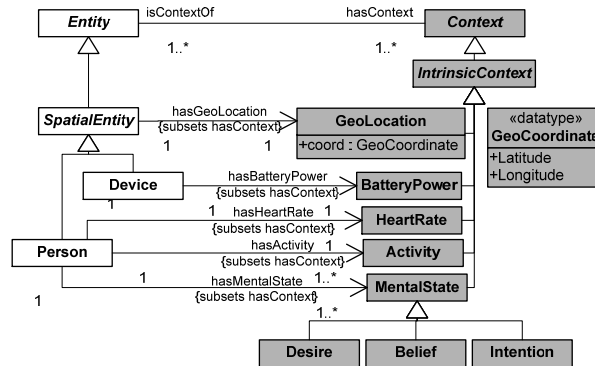 Entity
isContextOf
hasContext
Context
1..*
1..*
IntrinsicContext
SpatialEntity
hasGeoLocation
{subsets hasContext}
1
1
GeoLocation
+coord : GeoCoordinate
«datatype»
GeoCoordinate
+Latitude
+Longitude
Device
1
hasBatteryPower
{subsets hasContext}
BatteryPower
1
hasHeartRate
1
{subsets hasContext}
HeartRate
Person
hasActivity
1
{subsets hasContext}
Activity
1
hasMentalState
1..*
{subsets hasContext}
MentalState
1
1..*
Desire
Belief
Intention